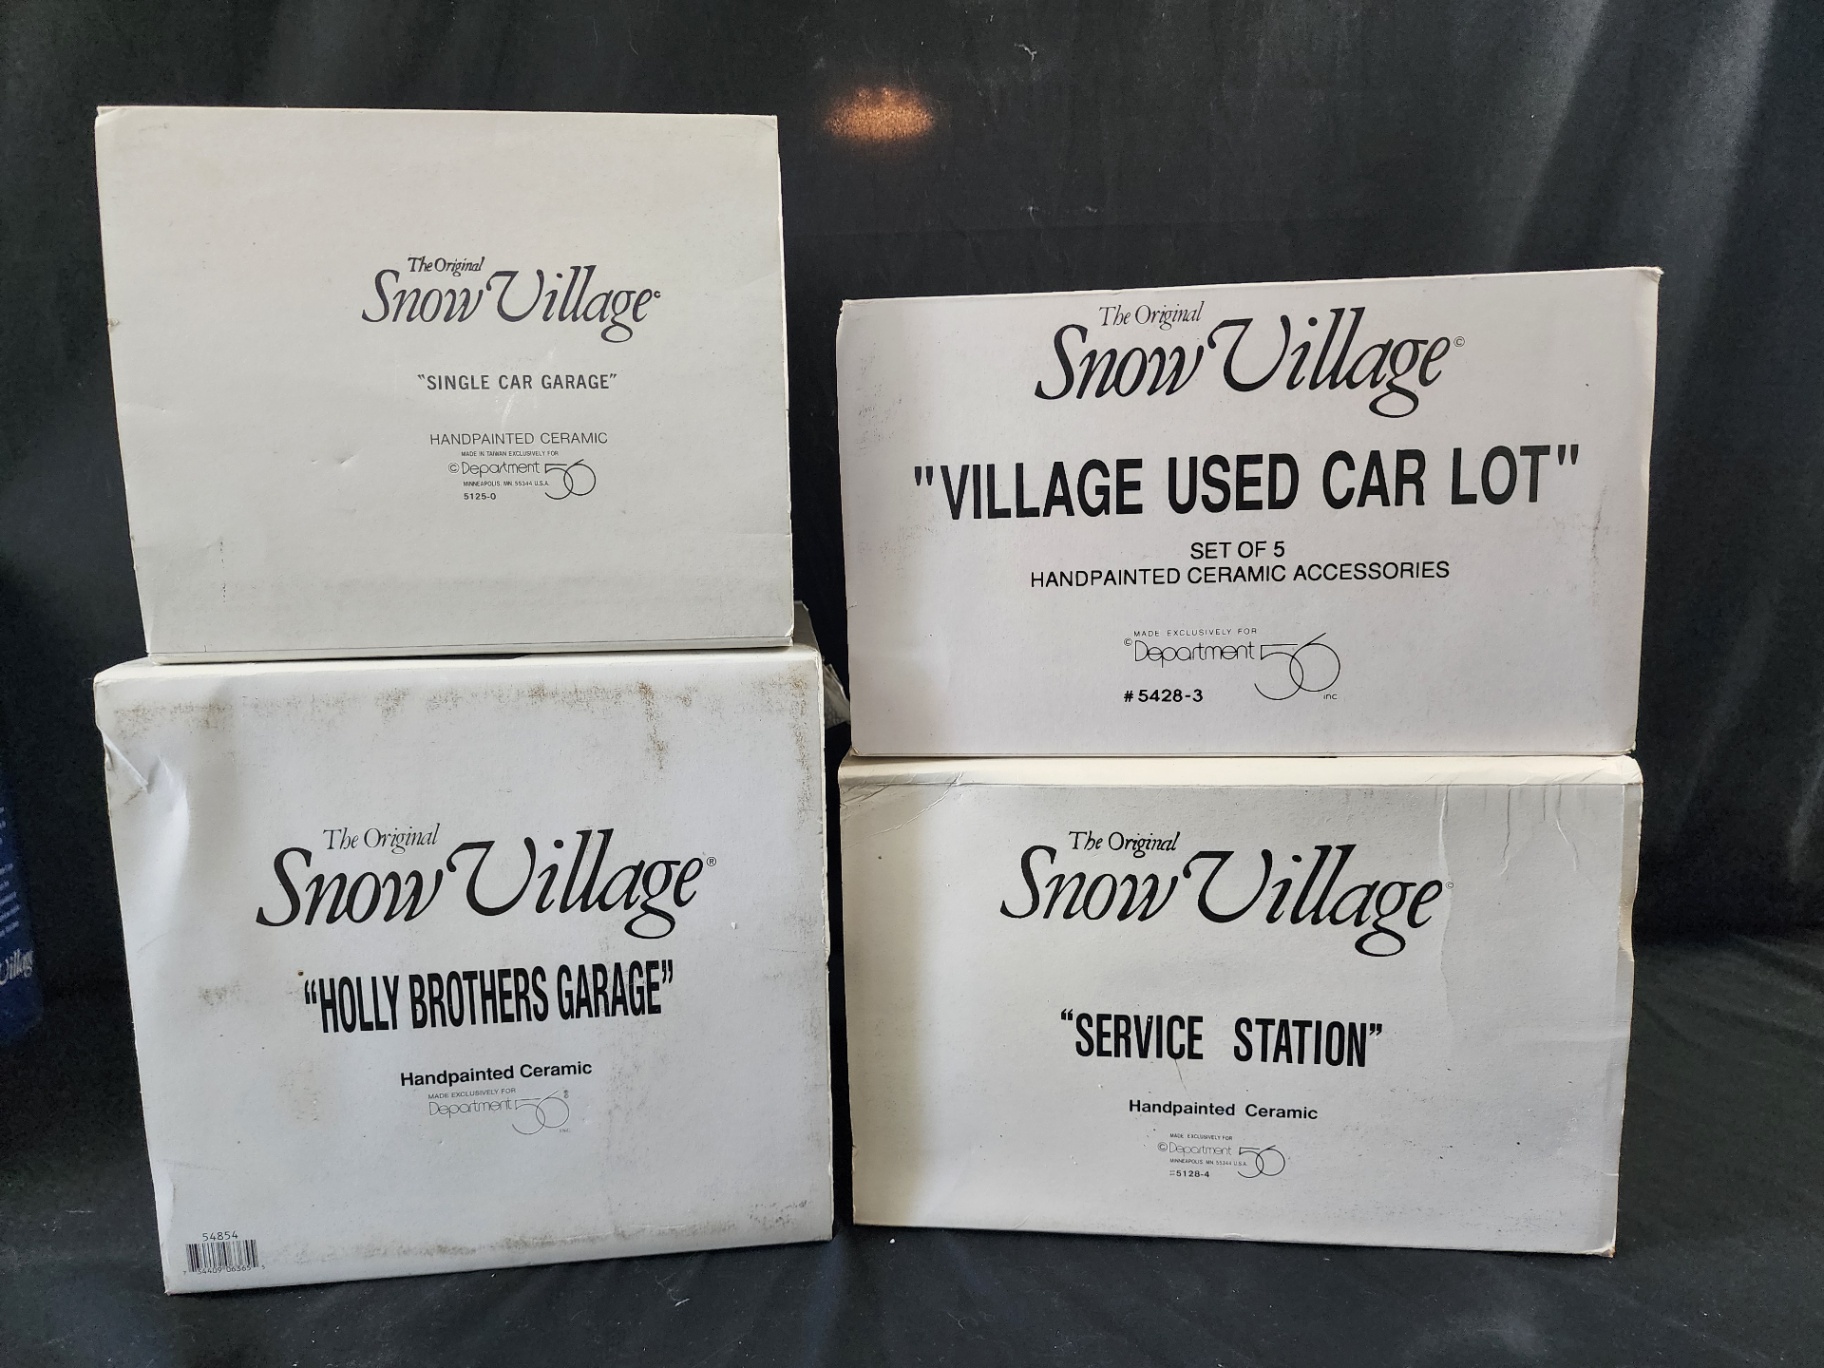 The Original
Snow Village®
"SINGLE CAR GARAGE"
HANDPAINTED CERAMIC
MADE IN TAIWAN EXCLUSIVELY FOR
© Department 56
MINNEAPOLIS, MN 55344 U.S.A.
5125-0
The Original
Snow Village©
"VILLAGE USED CAR LOT"
SET OF 5
HANDPAINTED CERAMIC ACCESSORIES
MADE EXCLUSIVELY FOR
© Department 56
inc
#5428-3
The Original
Snow Village®
“HOLLY BROTHERS GARAGE”
Handpainted Ceramic
MADE EXCLUSIVELY FOR
Department 56®
INC.
54854
The Original
Snow Village©
“SERVICE STATION”
Handpainted Ceramic
MADE EXCLUSIVELY FOR
© Department 56
MINNEAPOLIS MN 55344 U.S.A.
#5128-4
Village